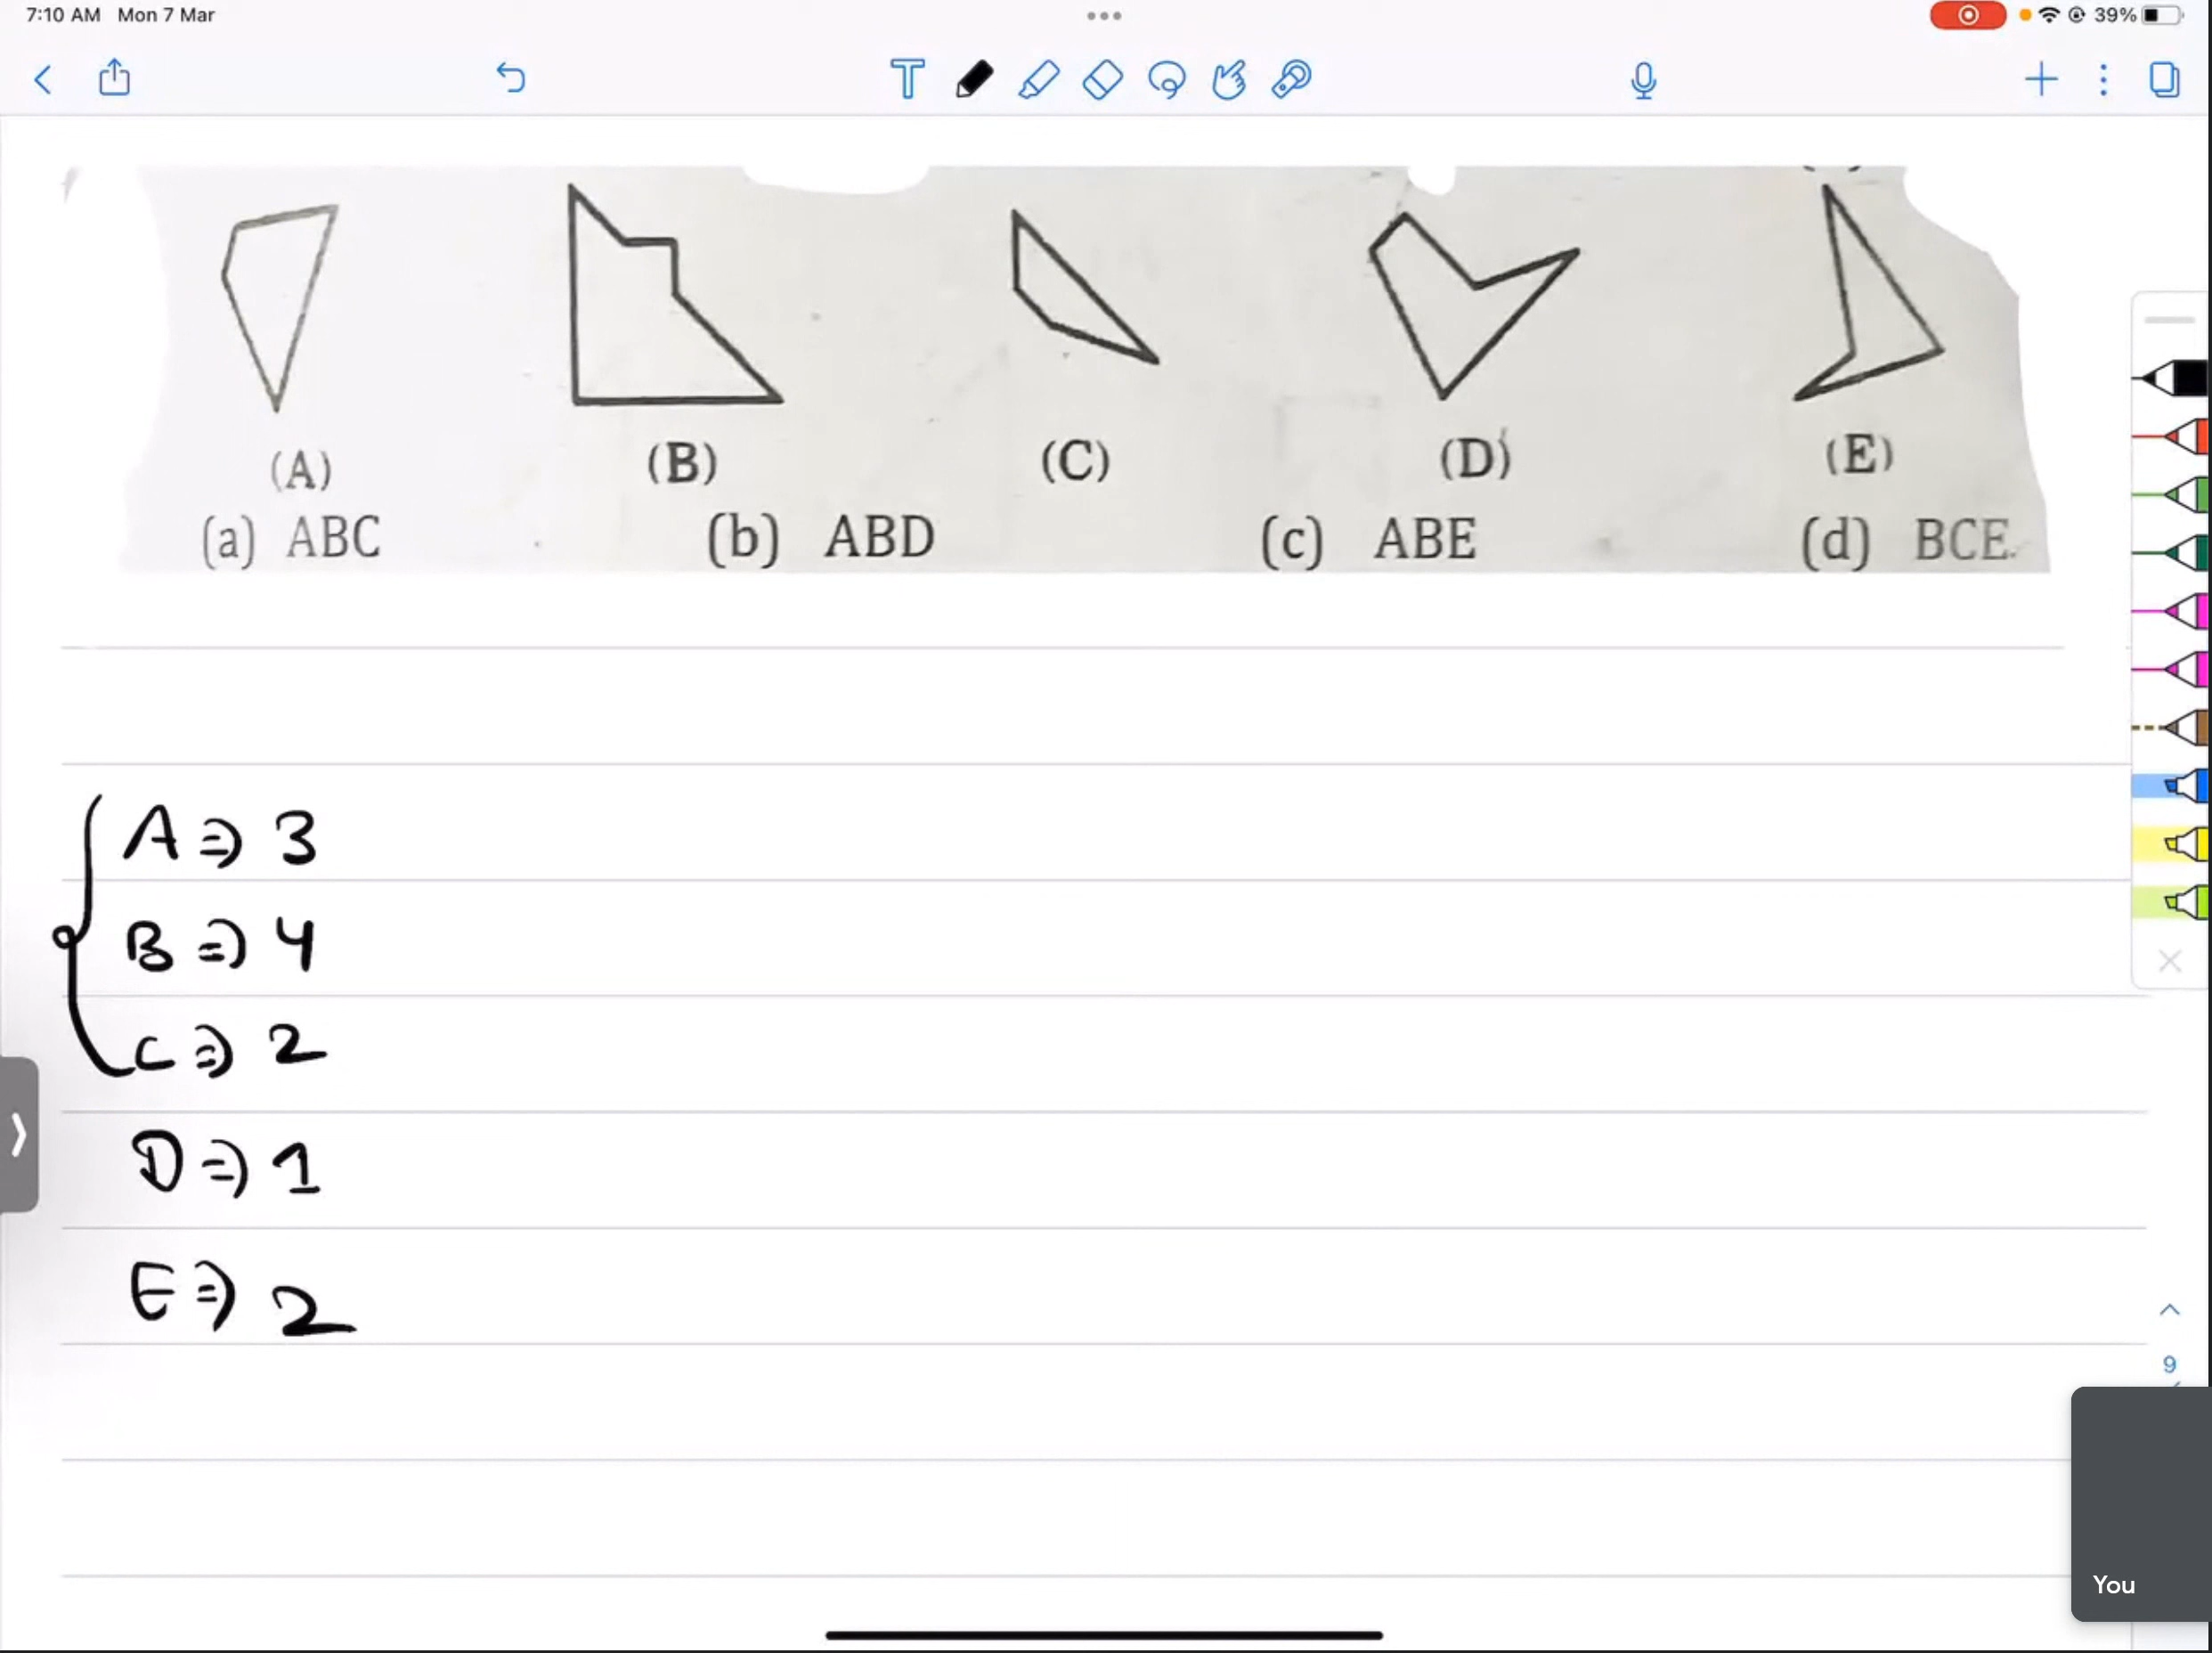 7:10 AM Mon 7 Mar
39%
(A) (B) (C) (D) (E)
(a) ABC (b) ABD (c) ABE (d) BCE.
A ⇒ 3
B ⇒ 4
C ⇒ 2
D ⇒ 1
E ⇒ 2
9
You